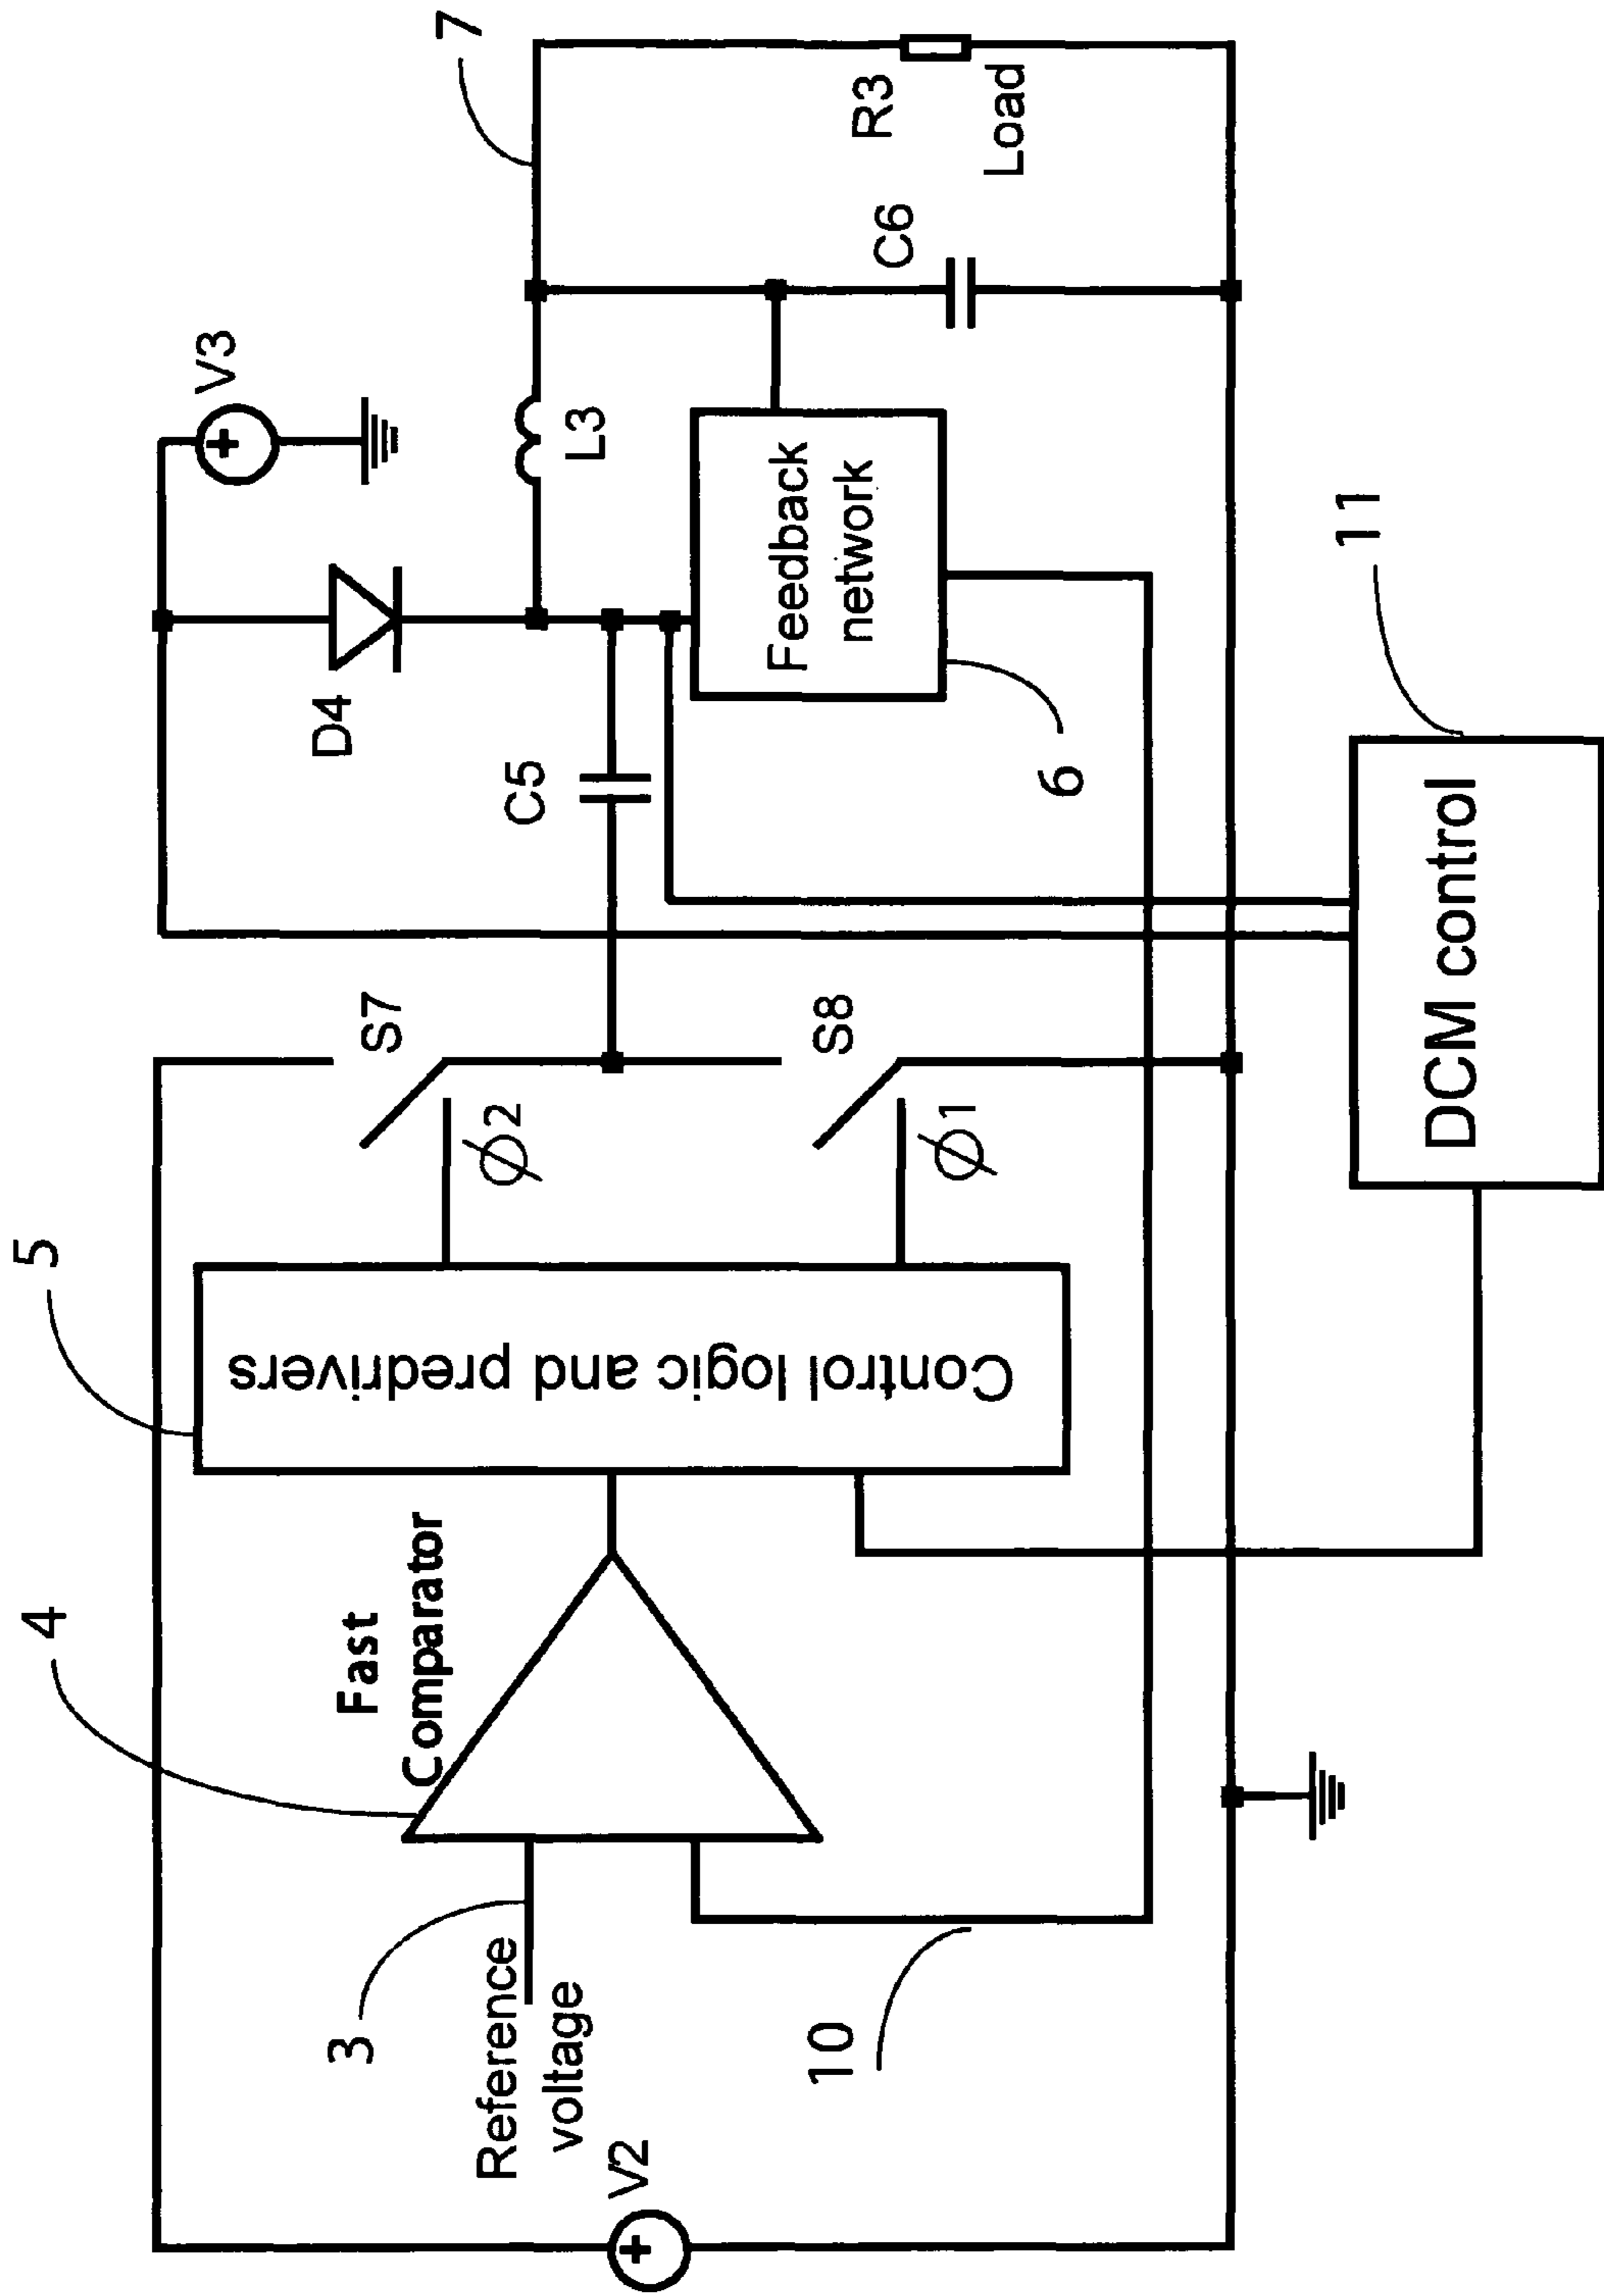 7
V3
R3
Load
C6
L3
D4
C5
Feedback
network
6
11
DCM control
S7
S8
ϕ2
ϕ1
5
Control logic and predrivers
4
Fast
Comparator
3
Reference
voltage
10
V2